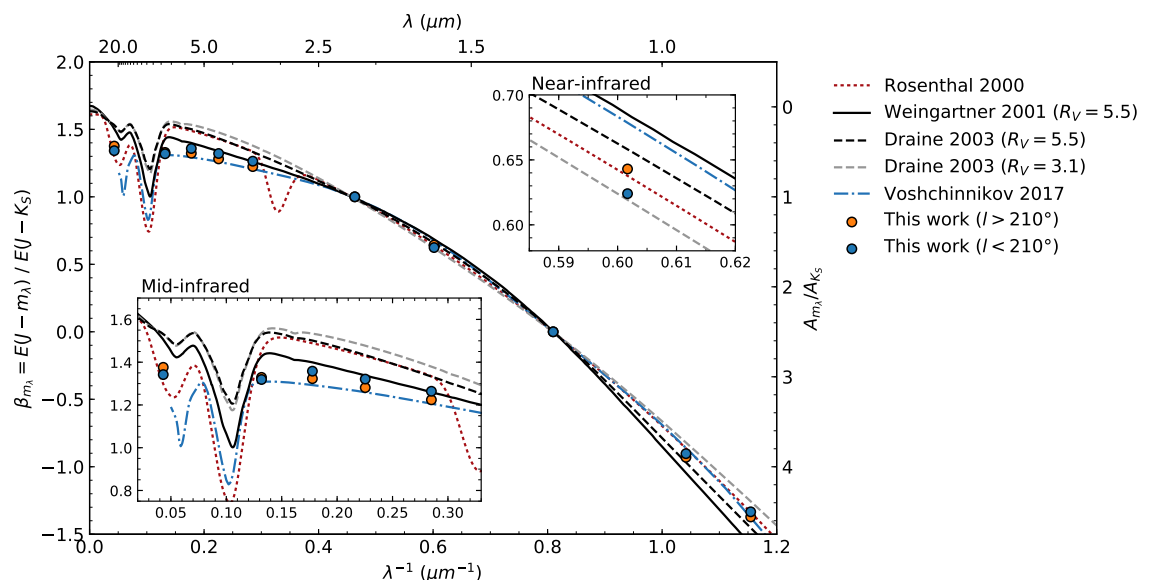 λ (μm)
20.0 5.0 2.5 1.5 1.0
2.0
1.5
1.0
0.5
0.0
−0.5
−1.0
−1.5
β_{m_λ} = E(J − m_λ) / E(J − K_S)
Near-infrared
0.70
0.65
0.60
0.59 0.60 0.61 0.62
Mid-infrared
1.6
1.4
1.2
1.0
0.8
0.05 0.10 0.15 0.20 0.25 0.30
0
1
2
3
4
A_{m_λ}/A_{K_S}
0.0 0.2 0.4 0.6 0.8 1.0 1.2
λ⁻¹ (μm⁻¹)
Rosenthal 2000
Weingartner 2001 (R_V = 5.5)
Draine 2003 (R_V = 5.5)
Draine 2003 (R_V = 3.1)
Voshchinnikov 2017
This work (l > 210°)
This work (l < 210°)